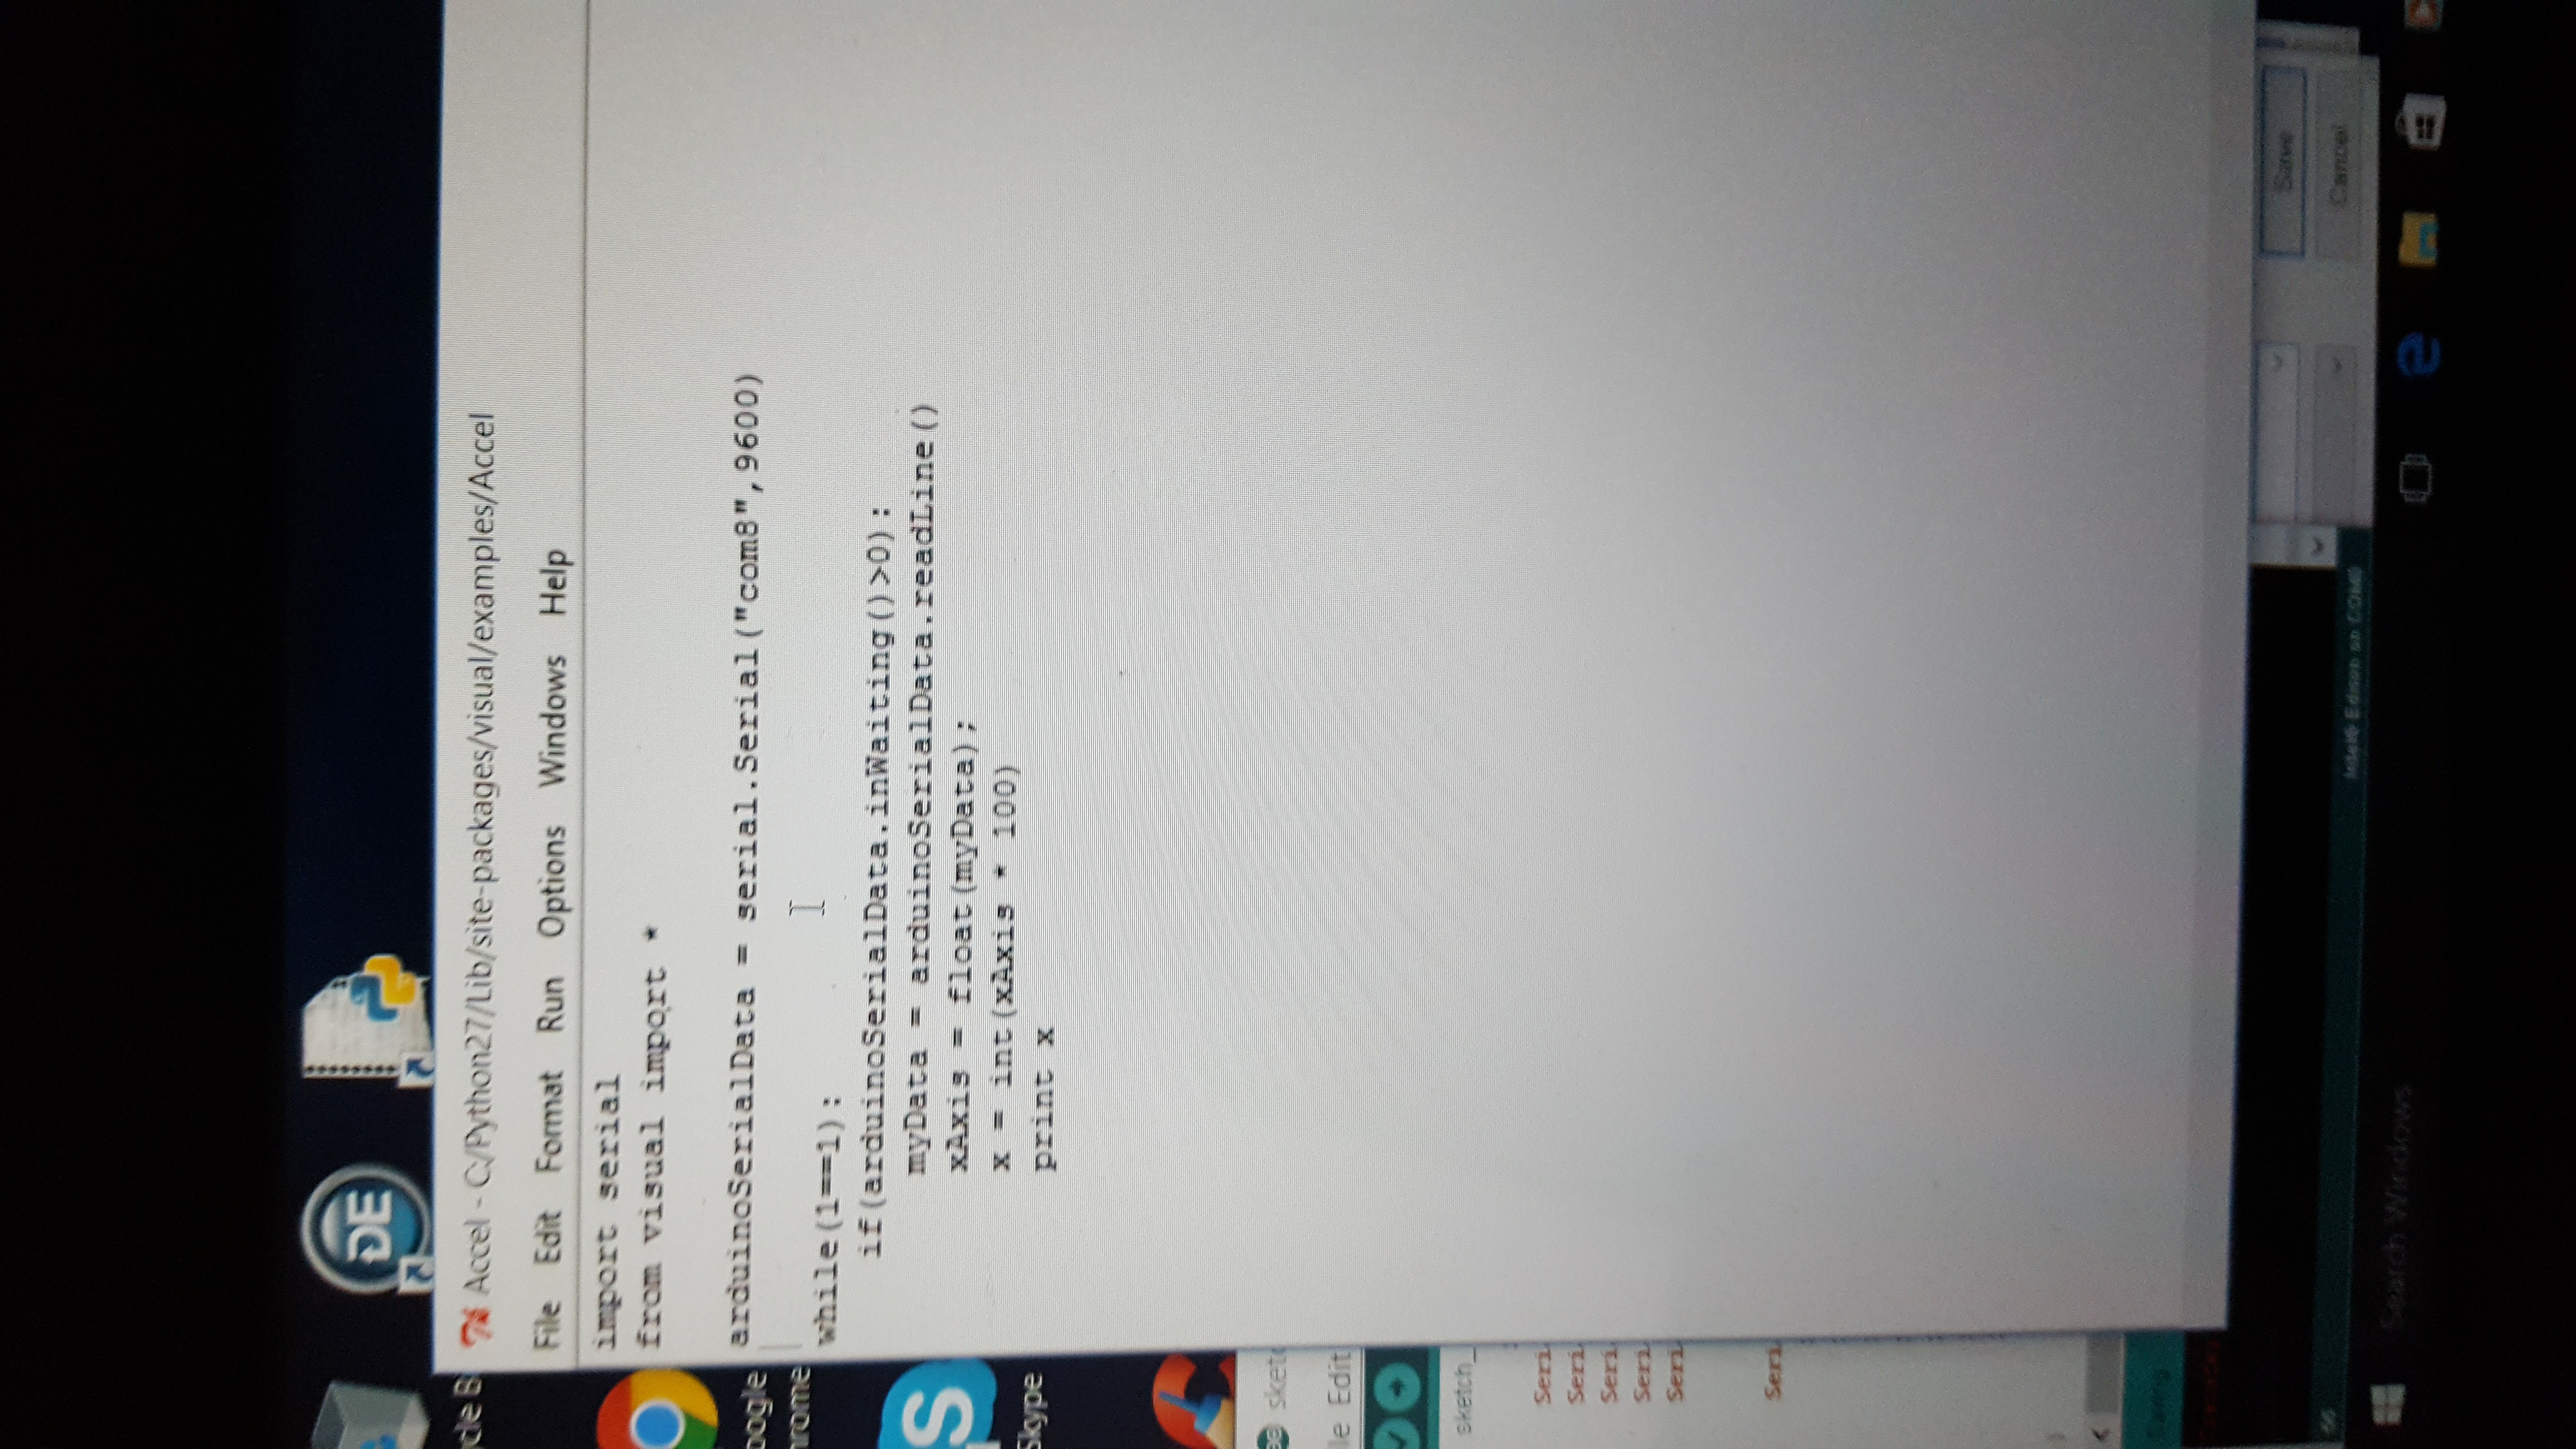 DE
cle B
Accel - C:/Python27/Lib/site-packages/visual/examples/Accel
File Edit Format Run Options Windows Help
import serial
from visual import *
arduinoSerialData = serial.Serial("com8",9600)
while(1==1):
if(arduinoSerialData.inWaiting()>0):
myData = arduinoSerialData.readLine()
xAxis = float(myData);
x = int(xAxis * 100)
print x
oogle
hrome
S
Skype
sketc
le Edit
sketch_
Seri
Seri
Seri
Seri
Seri
Seri
Save
Cancel
66
Intel® Edison on
Search Windows